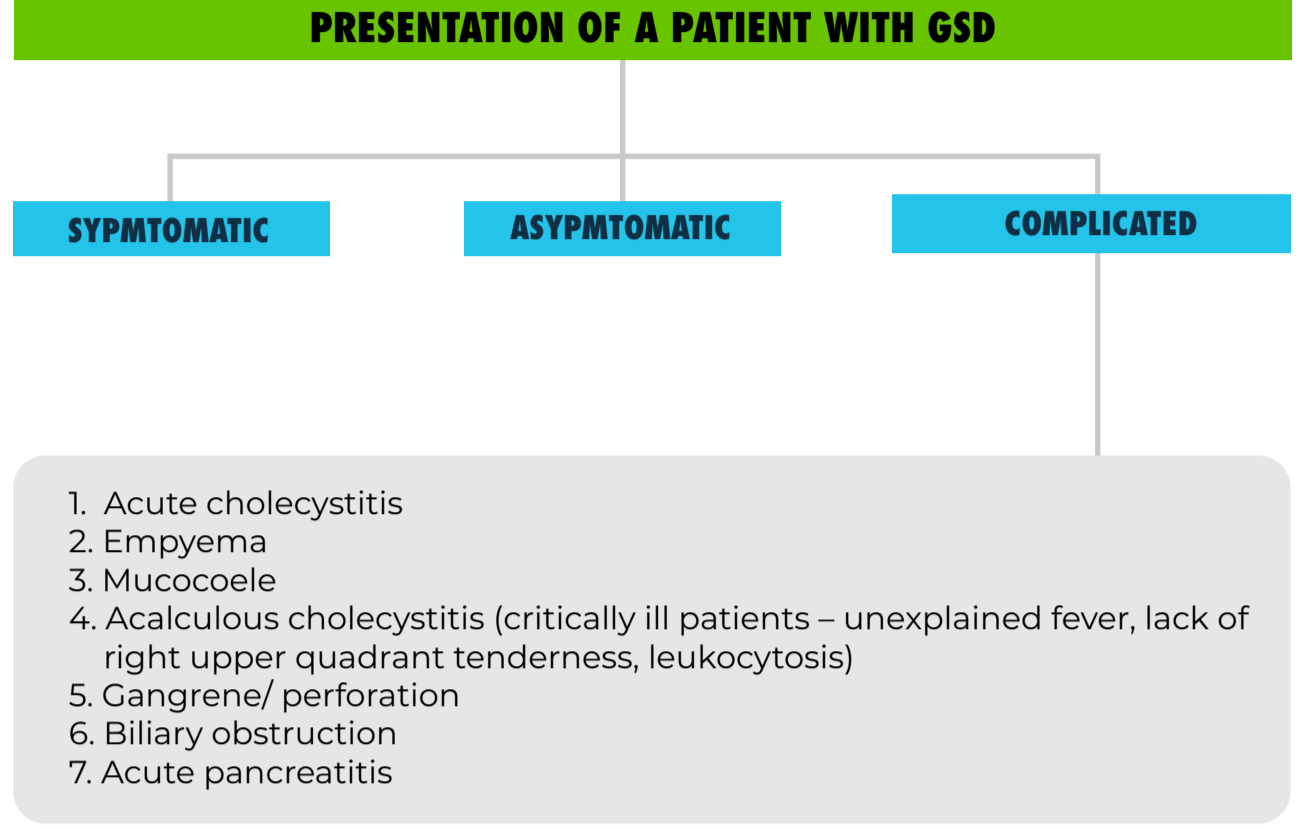 PRESENTATION OF A PATIENT WITH GSD
SYPMTOMATIC
ASYPMTOMATIC
COMPLICATED
1. Acute cholecystitis
2. Empyema
3. Mucocoele
4. Acalculous cholecystitis (critically ill patients – unexplained fever, lack of
right upper quadrant tenderness, leukocytosis)
5. Gangrene/ perforation
6. Biliary obstruction
7. Acute pancreatitis